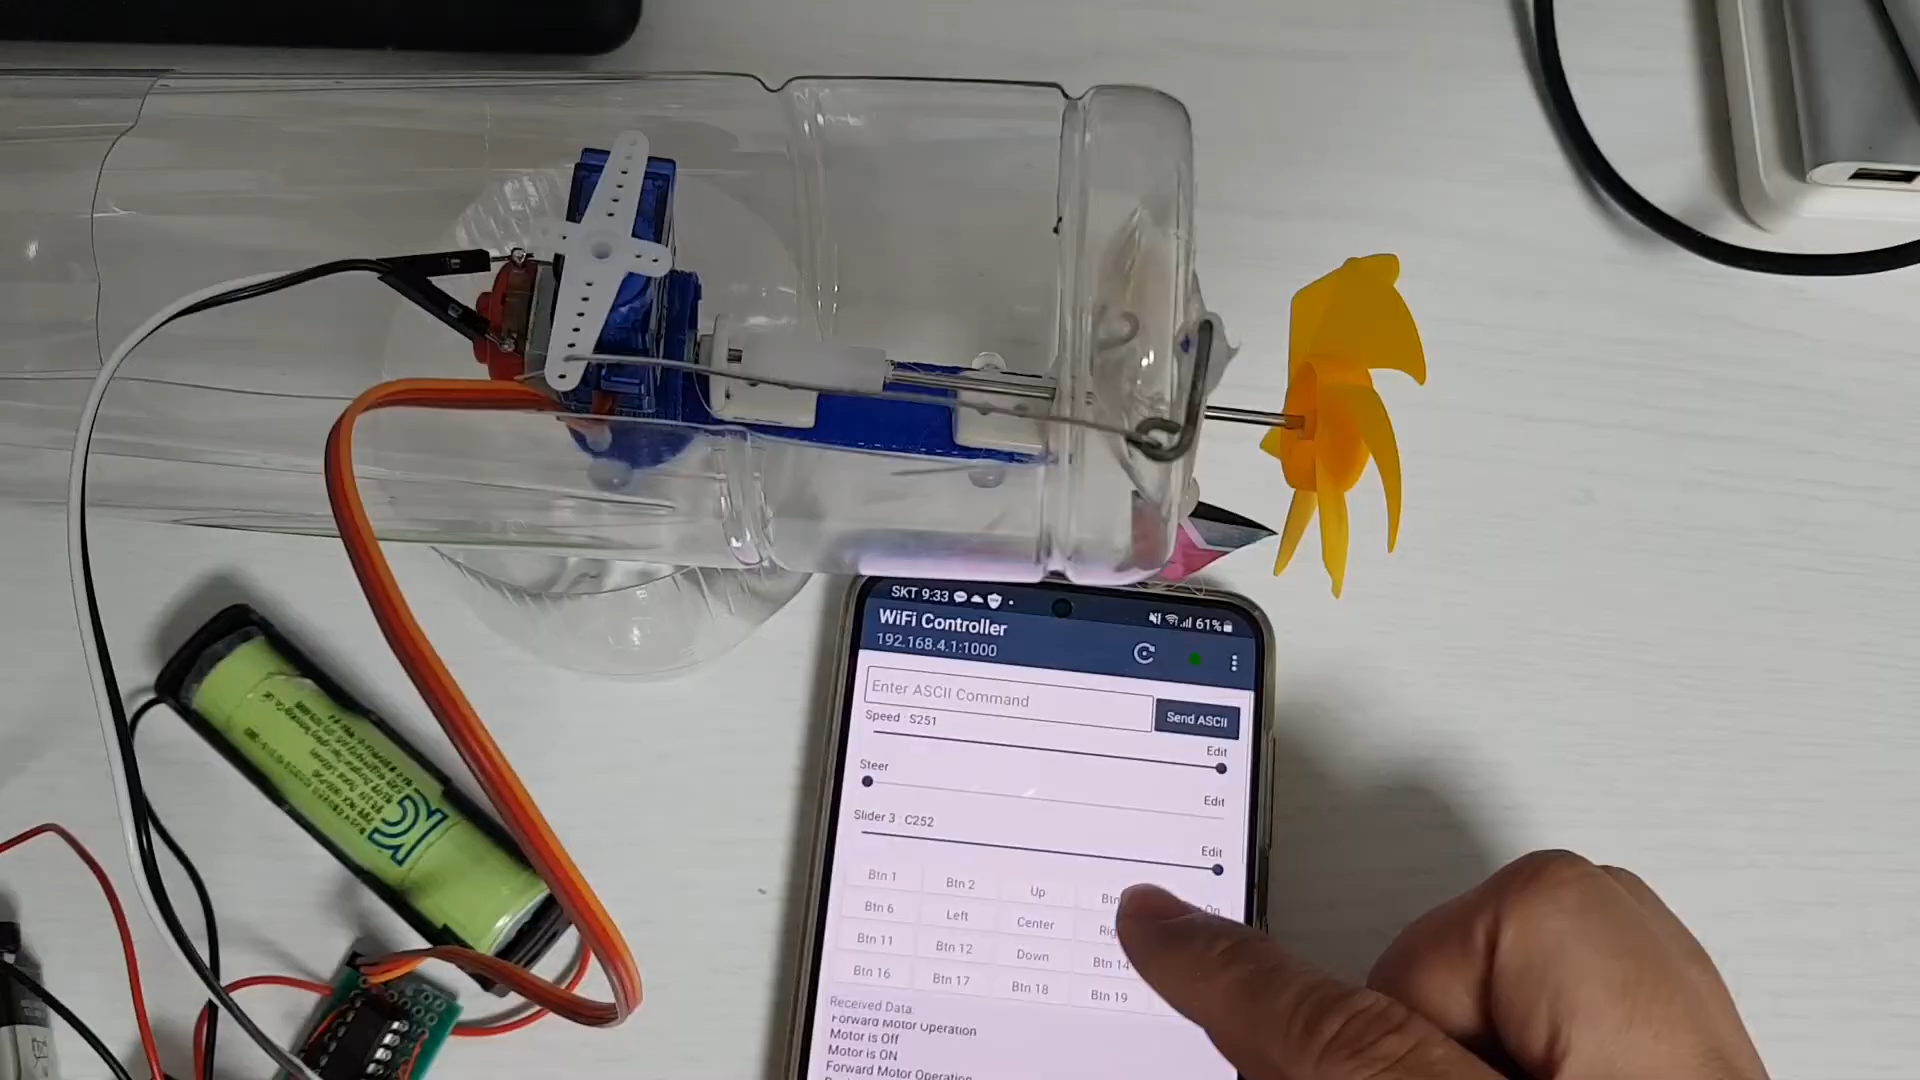 SKT 9:33
61%
WiFi Controller
192.168.4.1:1000
Enter ASCII Command
Send ASCII
Speed : S251
Edit
Steer
Edit
Slider 3 : C252
Edit
Btn 1
Btn 2
Up
Btn
On
Btn 6
Left
Center
Rig
Btn 11
Btn 12
Down
Btn 14
Btn 16
Btn 17
Btn 18
Btn 19
Received Data:
Forward Motor Operation
Motor is Off
Motor is ON
Forward Motor Operation